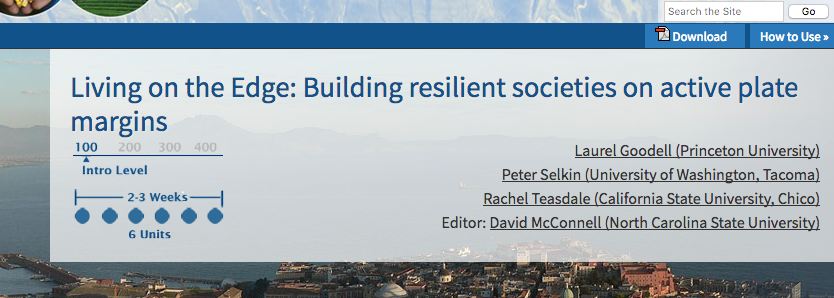 Search the Site
Go
Download
How to Use »
Living on the Edge: Building resilient societies on active plate
margins
100 200 300 400
Intro Level
2-3 Weeks
6 Units
Laurel Goodell (Princeton University)
Peter Selkin (University of Washington, Tacoma)
Rachel Teasdale (California State University, Chico)
Editor: David McConnell (North Carolina State University)